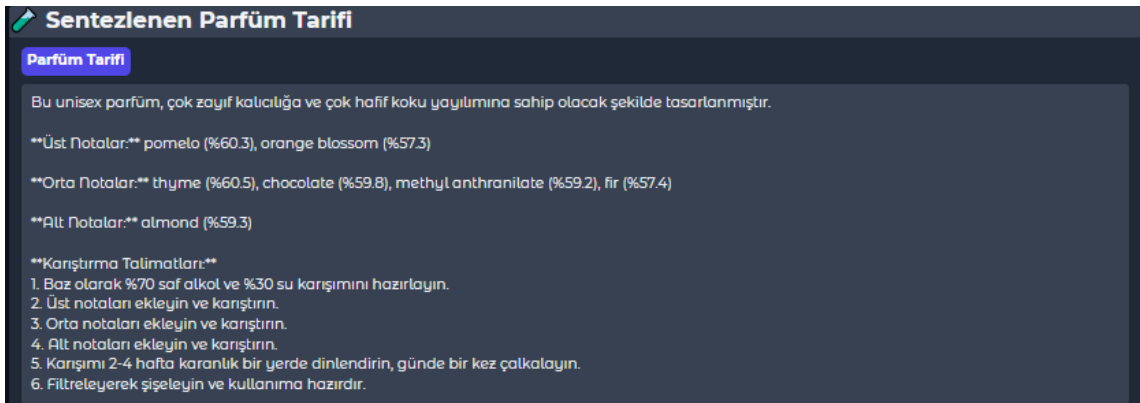 Sentezlenen Parfüm Tarifi
Parfüm Tarifi
Bu unisex parfüm, çok zayıf kalıcılığa ve çok hafif koku yayılımına sahip olacak şekilde tasarlanmıştır.
**Üst Notalar:** pomelo (%60.3), orange blossom (%57.3)
**Orta Notalar:** thyme (%60.5), chocolate (%59.8), methyl anthranilate (%59.2), fir (%57.4)
**Alt Notalar:** almond (%59.3)
**Karıştırma Talimatları:**
1. Baz olarak %70 saf alkol ve %30 su karışımını hazırlayın.
2. Üst notaları ekleyin ve karıştırın.
3. Orta notaları ekleyin ve karıştırın.
4. Alt notaları ekleyin ve karıştırın.
5. Karışımı 2-4 hafta karanlık bir yerde dinlendirin, günde bir kez çalkalayın.
6. Filtreleyerek şişeleyin ve kullanıma hazırdır.